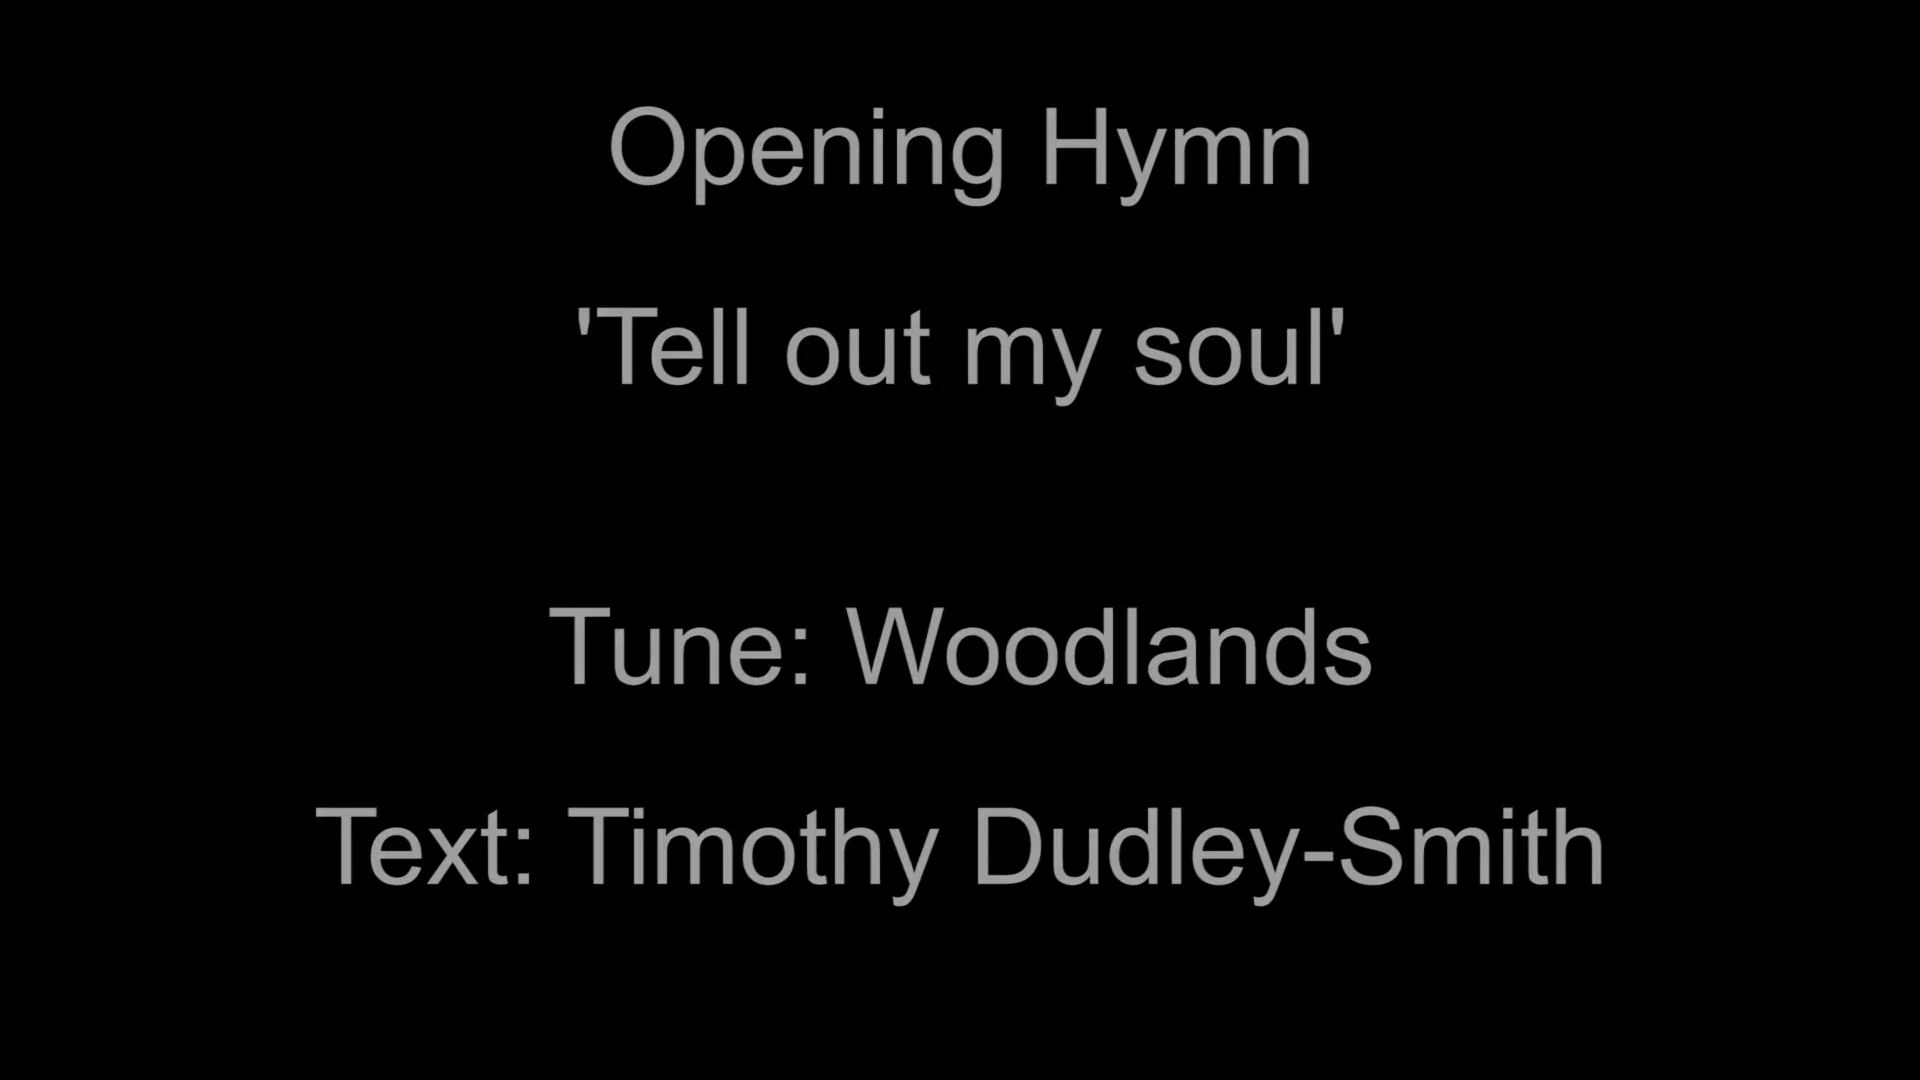 Opening Hymn
'Tell out my soul'
Tune: Woodlands
Text: Timothy Dudley-Smith